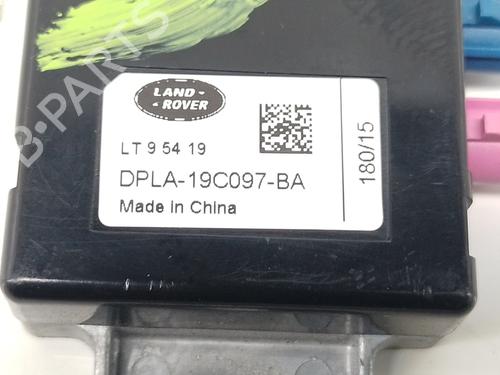 B-PARTS
LAND-
-ROVER
LT 9 54 19
DPLA-19C097-BA
Made in China
180/15